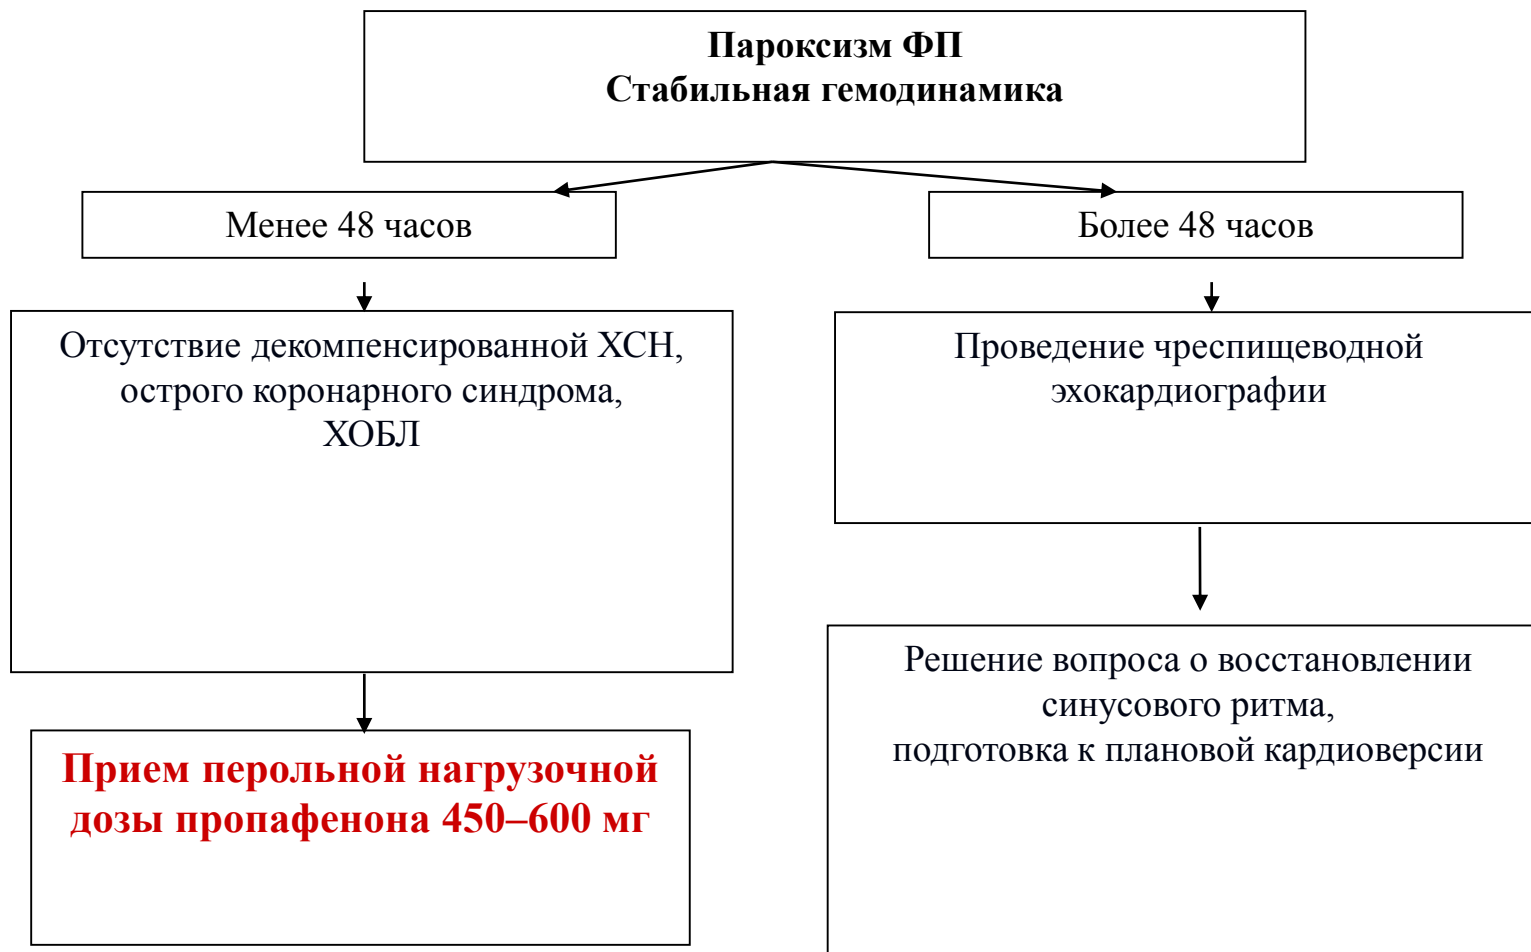 Пароксизм ФП
Стабильная гемодинамика
Менее 48 часов
Более 48 часов
Отсутствие декомпенсированной ХСН,
острого коронарного синдрома,
ХОБЛ
Проведение чреспищеводной
эхокардиографии
Прием перольной нагрузочной
дозы пропафенона 450–600 мг
Решение вопроса о восстановлении
синусового ритма,
подготовка к плановой кардиоверсии